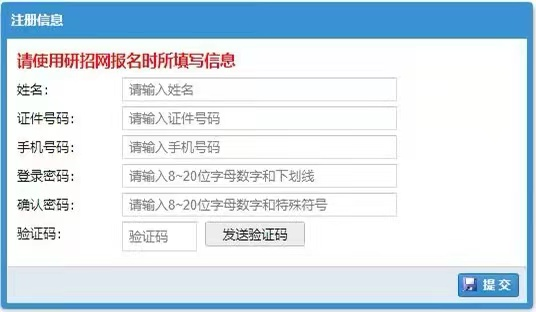 注册信息
请使用研招网报名时所填写信息
姓名： 请输入姓名
证件号码： 请输入证件号码
手机号码： 请输入手机号码
登录密码： 请输入8~20位字母数字和下划线
确认密码： 请输入8~20位字母数字和特殊符号
验证码： 验证码 发送验证码
提交